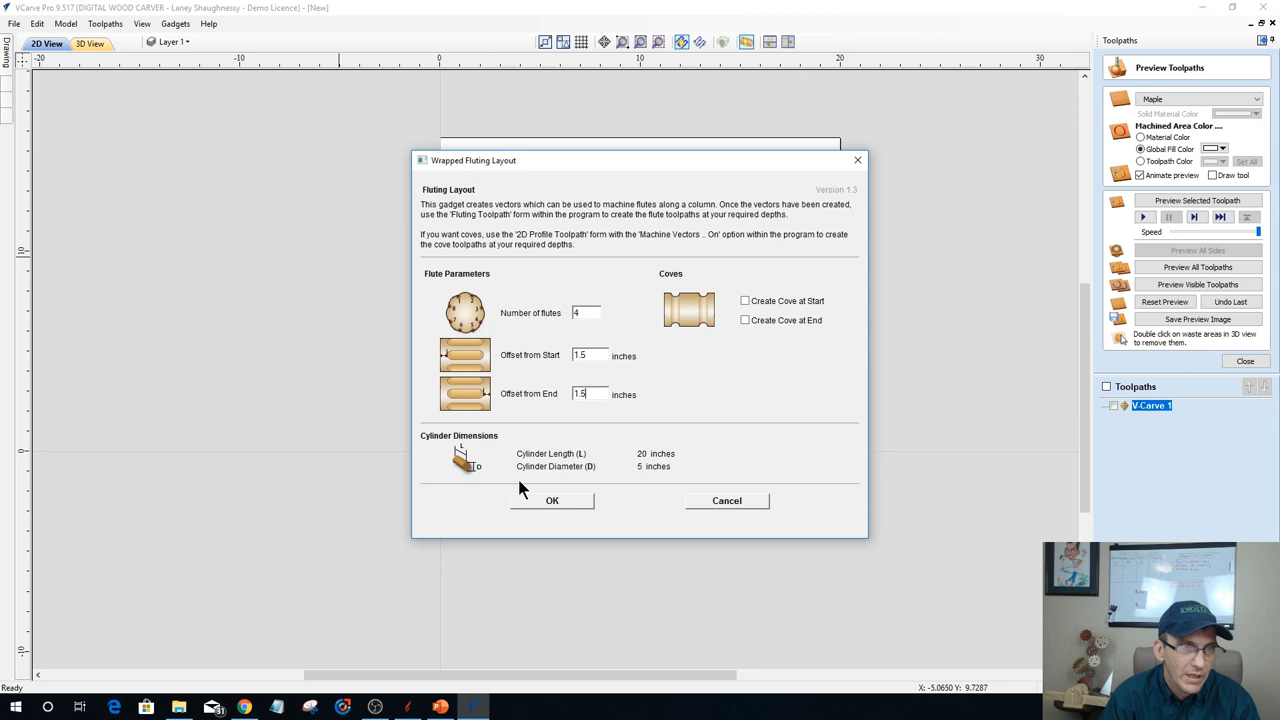 VCarve Pro 9.517 {DIGITAL WOOD CARVER - Laney Shaughnessy - Demo Licence} - [New]
File Edit Model Toolpaths View Gadgets Help
2D View 3D View Layer 1
Drawing
-20 -10 0 10 20 30
Wrapped Fluting Layout
Fluting Layout Version 1.3
This gadget creates vectors which can be used to machine flutes along a column. Once the vectors have been created,
use the 'Fluting Toolpath' form within the program to create the flute toolpaths at your required depths.
If you want coves, use the '2D Profile Toolpath' form with the 'Machine Vectors .. On' option within the program to create
the cove toolpaths at your required depths.
Flute Parameters
Number of flutes 4
Offset from Start 1.5 inches
Offset from End 1.5 inches
Coves
Create Cove at Start
Create Cove at End
Cylinder Dimensions
L
D
Cylinder Length (L) 20 inches
Cylinder Diameter (D) 5 inches
OK Cancel
Toolpaths
Preview Toolpaths
Maple
Solid Material Color
Machined Area Color ....
Material Color
Global Fill Color
Toolpath Color Set All
Animate preview Draw tool
Preview Selected Toolpath
Speed
Preview All Sides
Preview All Toolpaths
Preview Visible Toolpaths
Reset Preview Undo Last
Save Preview Image
Double click on waste areas in 3D view
to remove them.
Close
Toolpaths
V-Carve 1
Ready X: -5.0650 Y: 9.7287